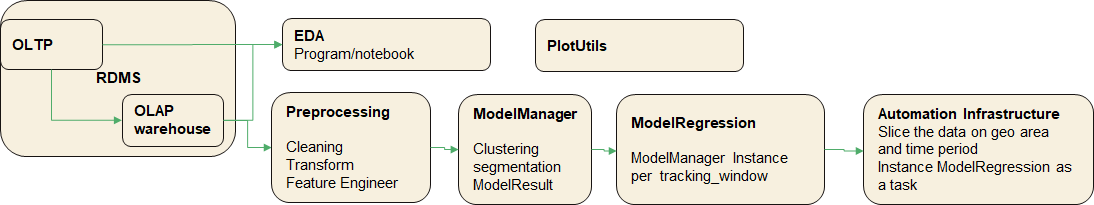 OLTP
RDMS
OLAP
warehouse
EDA
Program/notebook
PlotUtils
Preprocessing
Cleaning
Transform
Feature Engineer
ModelManager
Clustering
segmentation
ModelResult
ModelRegression
ModelManager Instance
per tracking_window
Automation Infrastructure
Slice the data on geo area
and time period
Instance ModelRegression as
a task